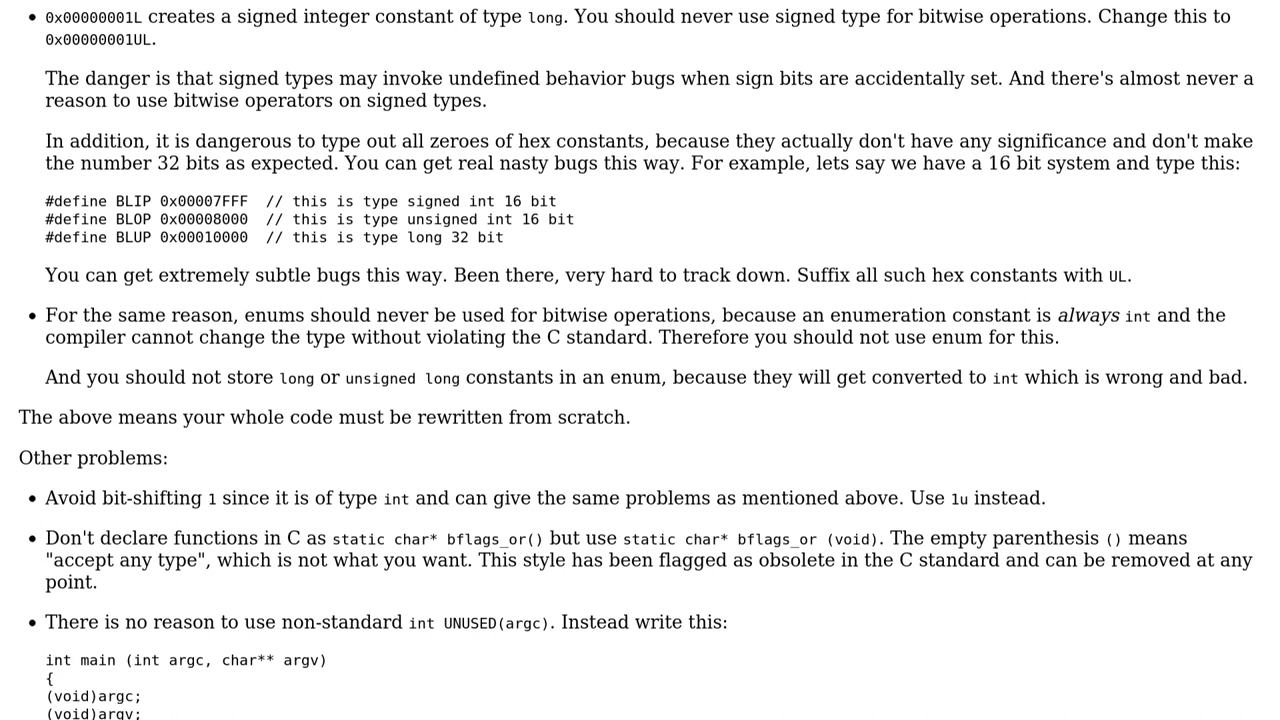 • 0x00000001L creates a signed integer constant of type long. You should never use signed type for bitwise operations. Change this to
0x00000001UL.
The danger is that signed types may invoke undefined behavior bugs when sign bits are accidentally set. And there's almost never a
reason to use bitwise operators on signed types.
In addition, it is dangerous to type out all zeroes of hex constants, because they actually don't have any significance and don't make
the number 32 bits as expected. You can get real nasty bugs this way. For example, lets say we have a 16 bit system and type this:
#define BLIP 0x00007FFF  // this is type signed int 16 bit
#define BLOP 0x00008000  // this is type unsigned int 16 bit
#define BLUP 0x00010000  // this is type long 32 bit
You can get extremely subtle bugs this way. Been there, very hard to track down. Suffix all such hex constants with UL.
• For the same reason, enums should never be used for bitwise operations, because an enumeration constant is always int and the
compiler cannot change the type without violating the C standard. Therefore you should not use enum for this.
And you should not store long or unsigned long constants in an enum, because they will get converted to int which is wrong and bad.
The above means your whole code must be rewritten from scratch.
Other problems:
• Avoid bit-shifting 1 since it is of type int and can give the same problems as mentioned above. Use 1u instead.
• Don't declare functions in C as static char* bflags_or() but use static char* bflags_or (void). The empty parenthesis () means
"accept any type", which is not what you want. This style has been flagged as obsolete in the C standard and can be removed at any
point.
• There is no reason to use non-standard int UNUSED(argc). Instead write this:
int main (int argc, char** argv)
{
(void)argc;
(void)argv;